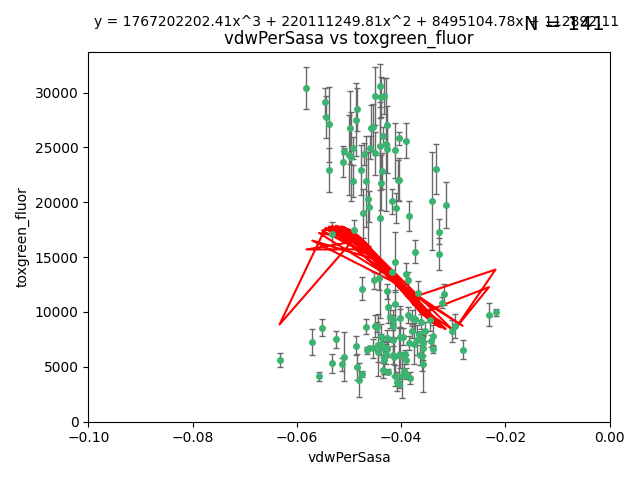 y = 1767202202.41x^3 + 220111249.81x^2 + 8495104.78x + 
N = 141
vdwPerSasa vs toxgreen_fluor
30000
25000
20000
15000
10000
5000
0
toxgreen_fluor
−0.10
−0.08
−0.06
−0.04
−0.02
0.00
vdwPerSasa